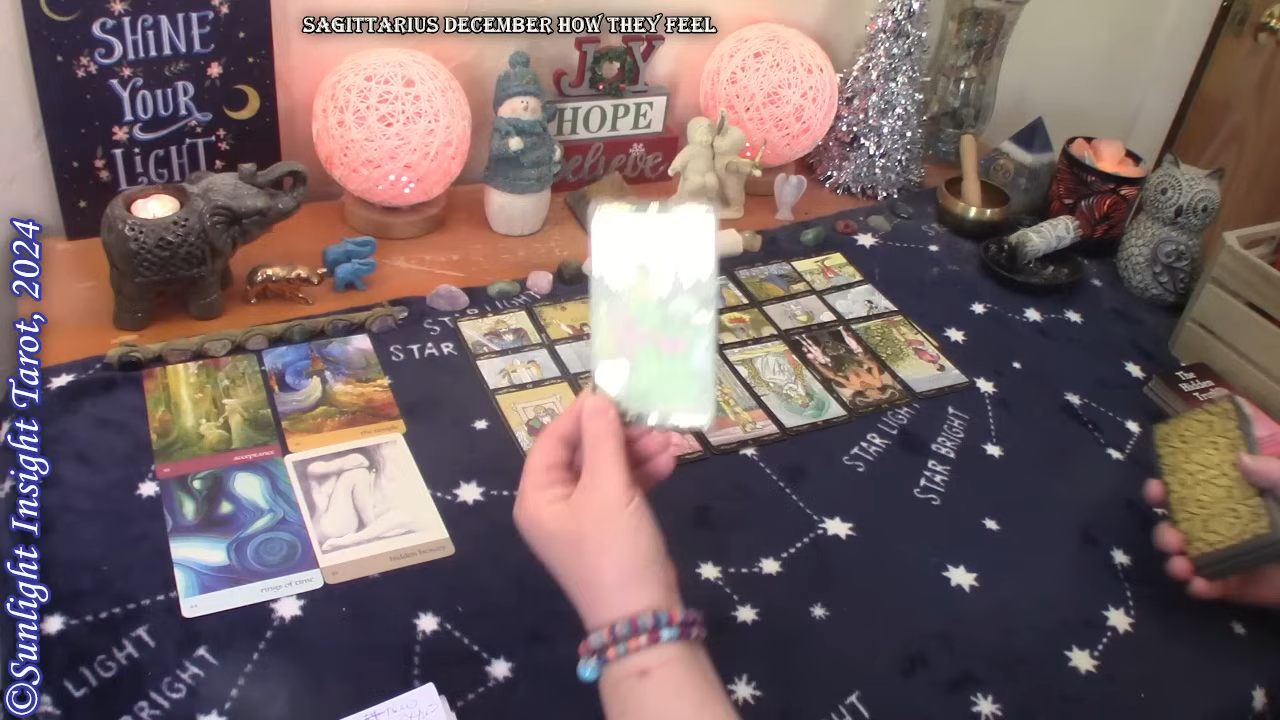 SAGITTARIUS DECEMBER HOW THEY FEEL
SHINE
YOUR
LIGHT
JOY
HOPE
Believe
©Sunlight Insight Tarot, 2024
STAR
acceptance
rings of time
hidden beauty
STAR LIGHT
STAR BRIGHT
The
Hidden
Truth
LIGHT
BRIGHT